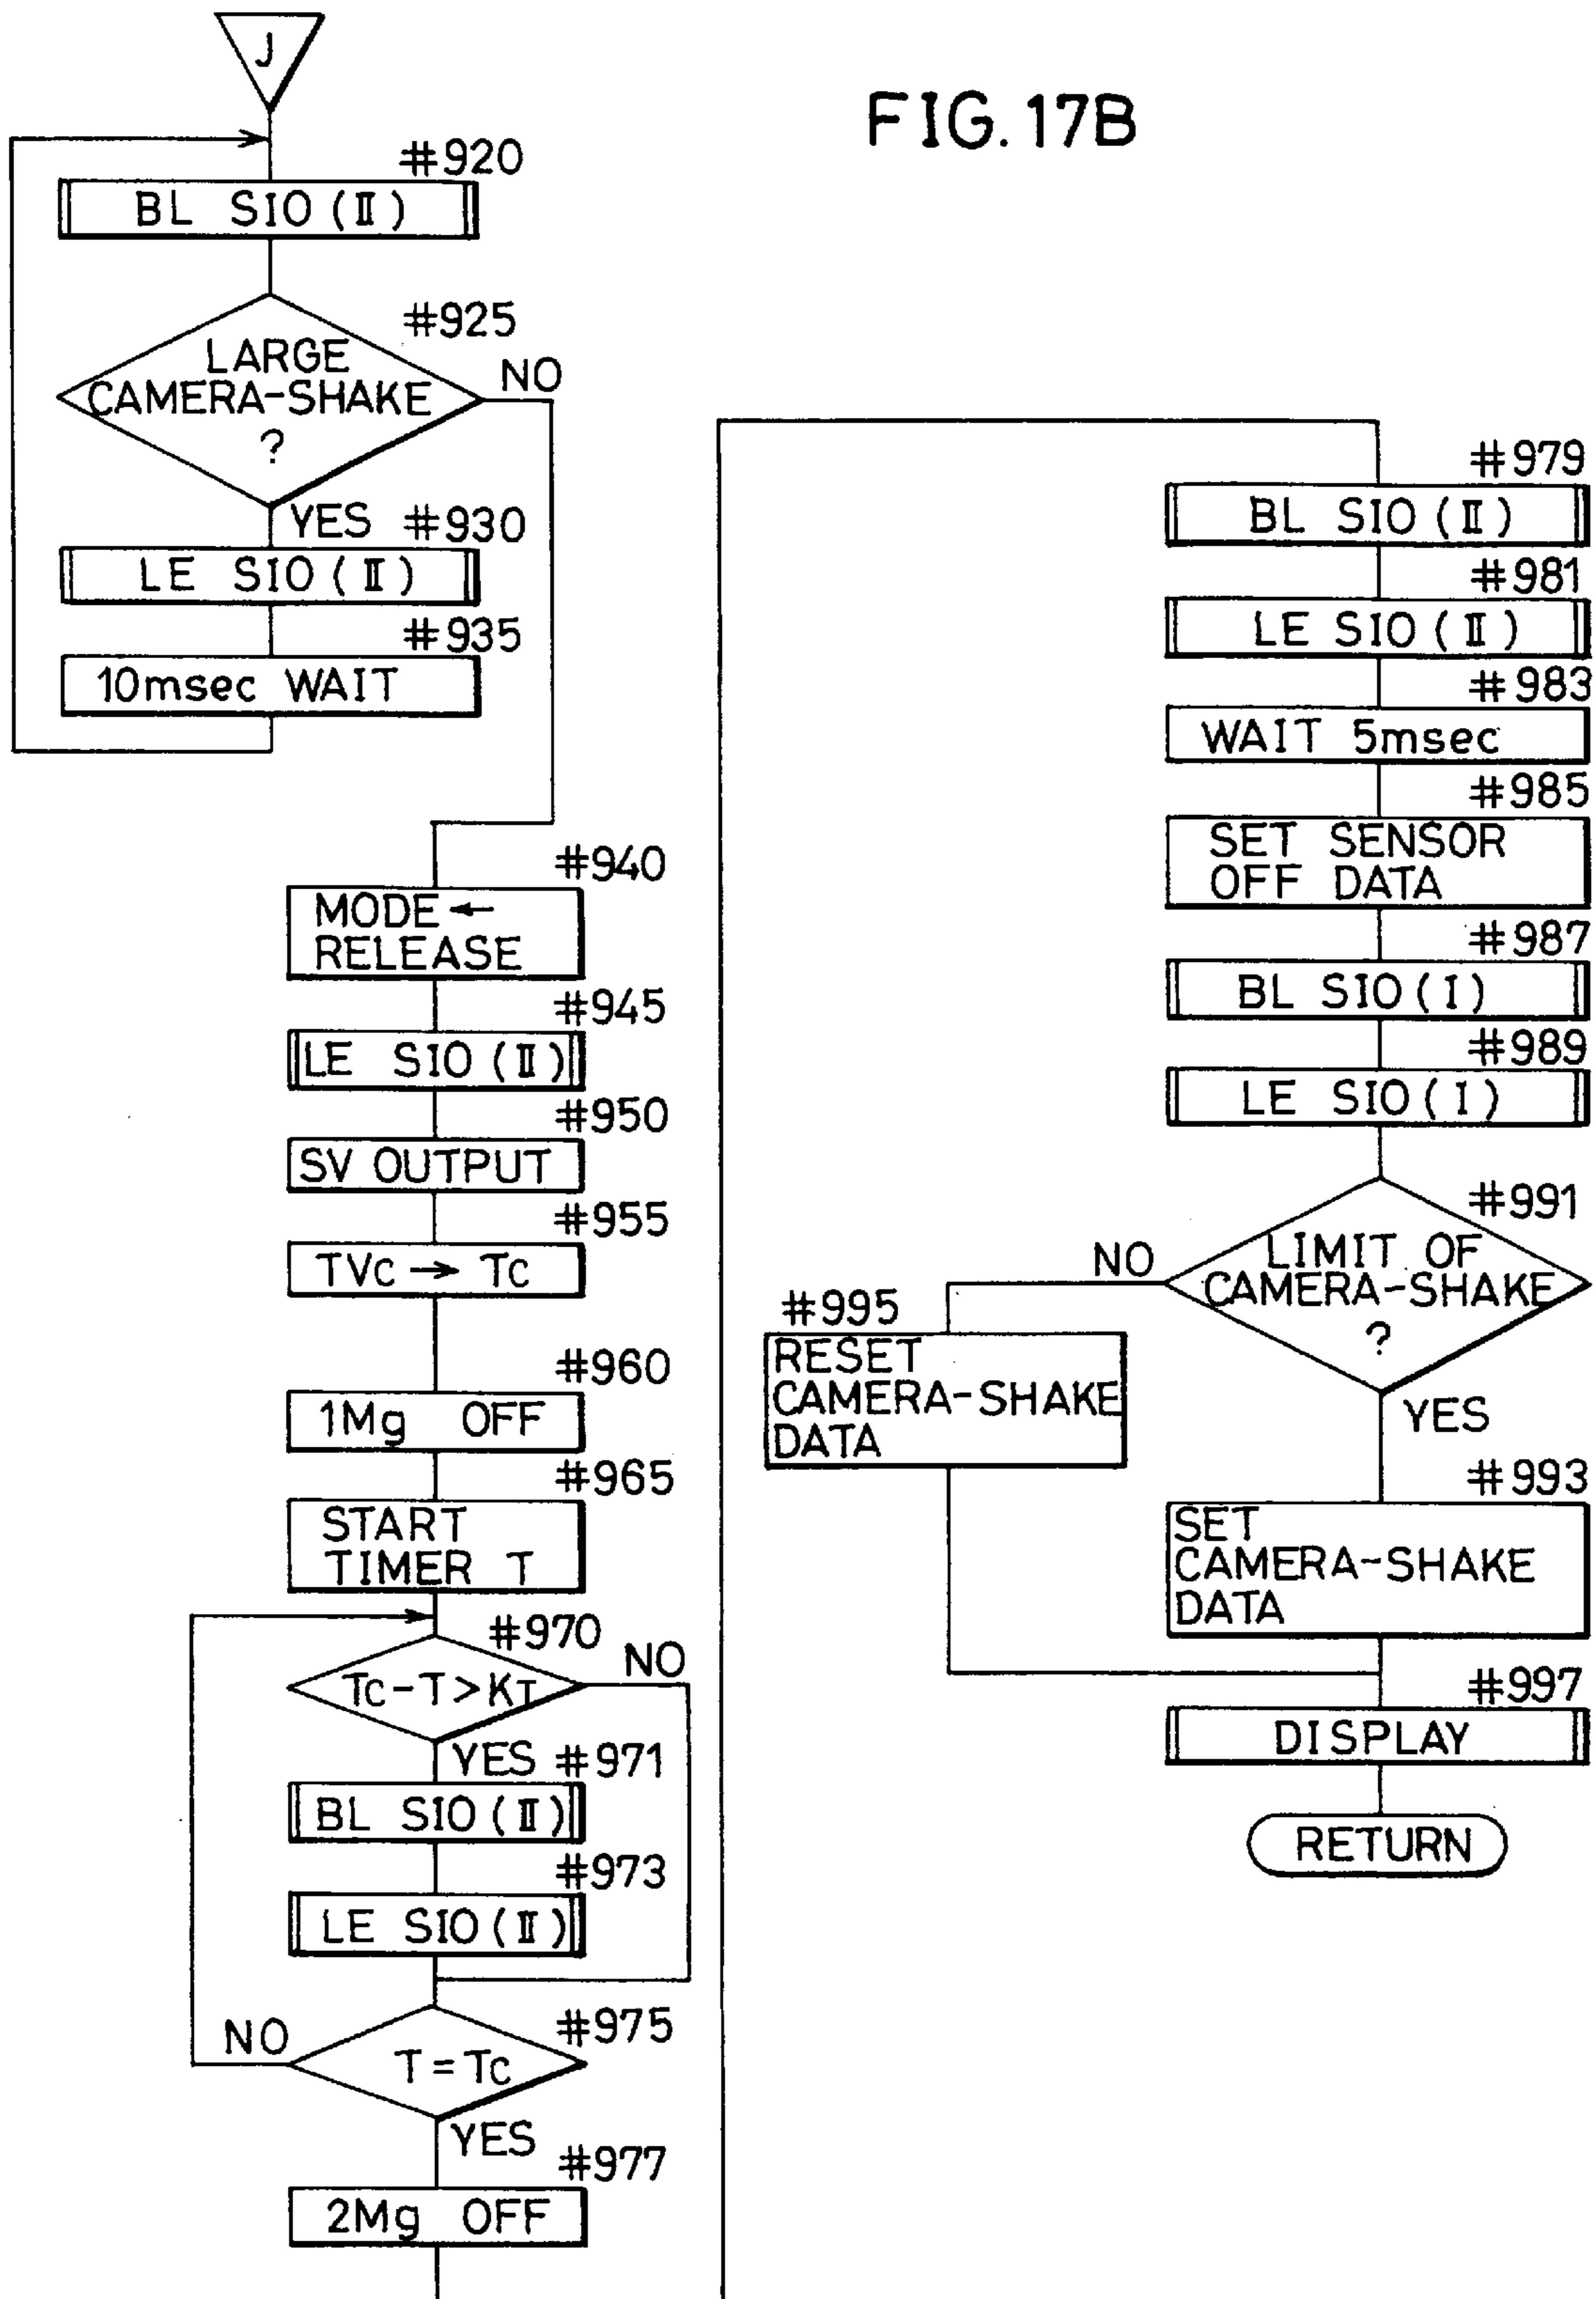 J
FIG. 17B
#920
BL SIO (II)
#925
LARGE
CAMERA-SHAKE
?
NO
YES #930
LE SIO (II)
#935
10msec WAIT
#940
MODE ←
RELEASE
#945
LE SIO (II)
#950
SV OUTPUT
#955
TVc → Tc
#960
1Mg OFF
#965
START
TIMER T
#970
NO
Tc-T>KT
YES #971
BL SIO (II)
#973
LE SIO (II)
#975
NO
T=Tc
YES
#977
2Mg OFF
#979
BL SIO (II)
#981
LE SIO (II)
#983
WAIT 5msec
#985
SET SENSOR
OFF DATA
#987
BL SIO (I)
#989
LE SIO (I)
#991
LIMIT OF
CAMERA-SHAKE
?
NO
#995
RESET
CAMERA-SHAKE
DATA
YES
#993
SET
CAMERA-SHAKE
DATA
#997
DISPLAY
RETURN